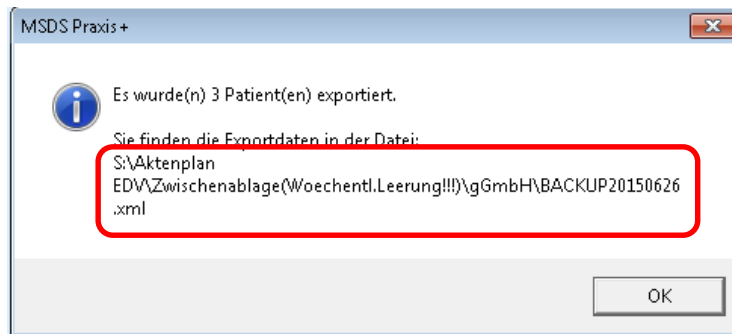 MSDS Praxis +
Es wurde(n) 3 Patient(en) exportiert.
Sie finden die Exportdaten in der Datei:
S:\Aktenplan
EDV\Zwischenablage(Woechentl.Leerung!!!)\gGmbH\BACKUP20150626
.xml
OK